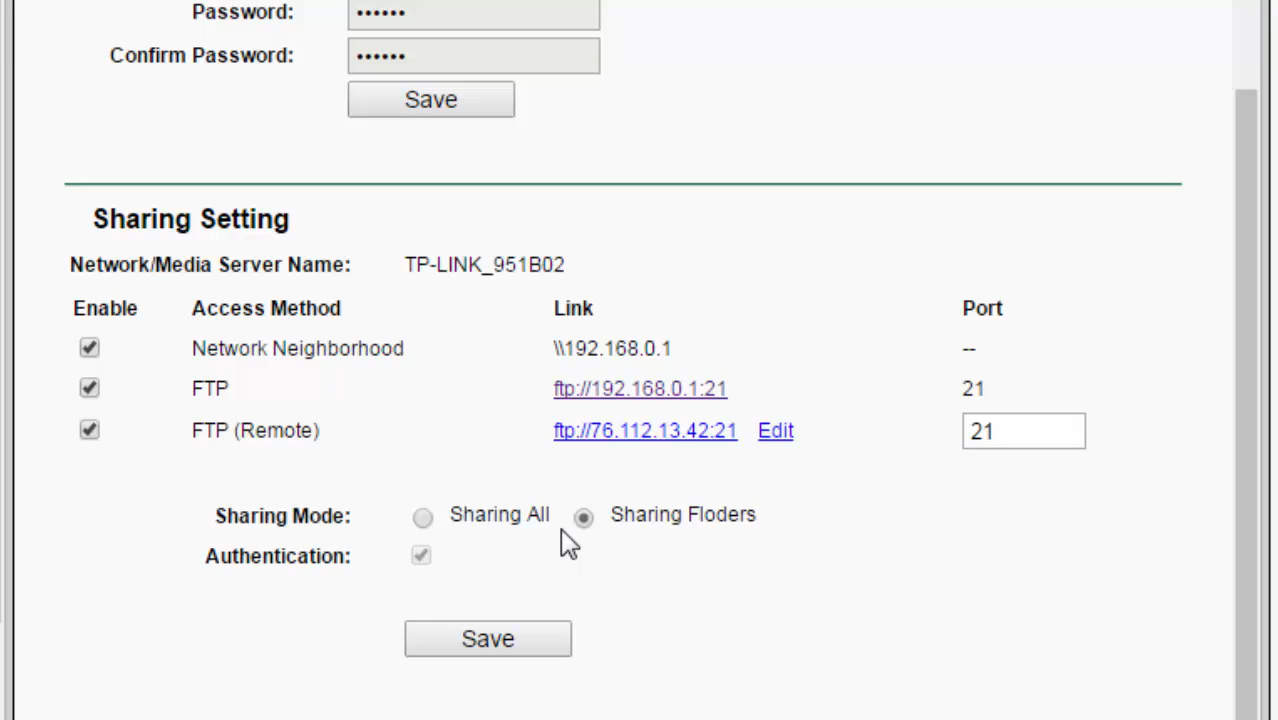 Password: ••••••
Confirm Password: ••••••
Save
Sharing Setting
Network/Media Server Name: TP-LINK_951B02
Enable Access Method Link Port
Network Neighborhood \\192.168.0.1 --
FTP ftp://192.168.0.1:21 21
FTP (Remote) ftp://76.112.13.42:21 Edit 21
Sharing Mode: Sharing All Sharing Floders
Authentication:
Save